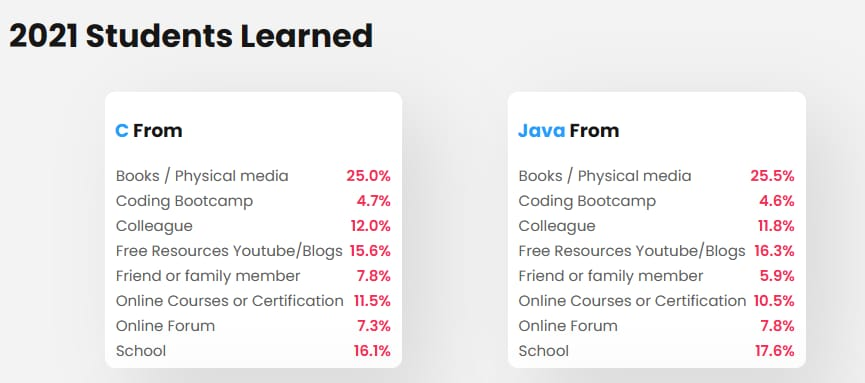 2021 Students Learned
C From
Books / Physical media 25.0%
Coding Bootcamp 4.7%
Colleague 12.0%
Free Resources Youtube/Blogs 15.6%
Friend or family member 7.8%
Online Courses or Certification 11.5%
Online Forum 7.3%
School 16.1%
Java From
Books / Physical media 25.5%
Coding Bootcamp 4.6%
Colleague 11.8%
Free Resources Youtube/Blogs 16.3%
Friend or family member 5.9%
Online Courses or Certification 10.5%
Online Forum 7.8%
School 17.6%